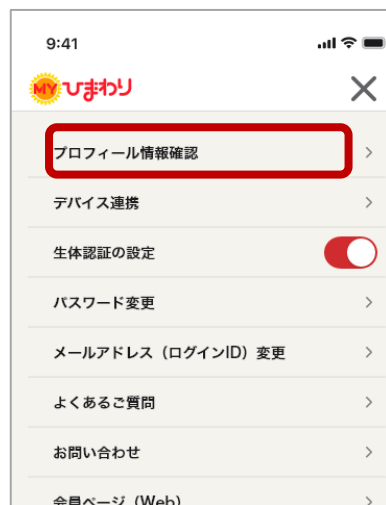 9:41
MYひまわり
プロフィール情報確認
デバイス連携
生体認証の設定
パスワード変更
メールアドレス（ログインID）変更
よくあるご質問
お問い合わせ
会員ページ（Web）